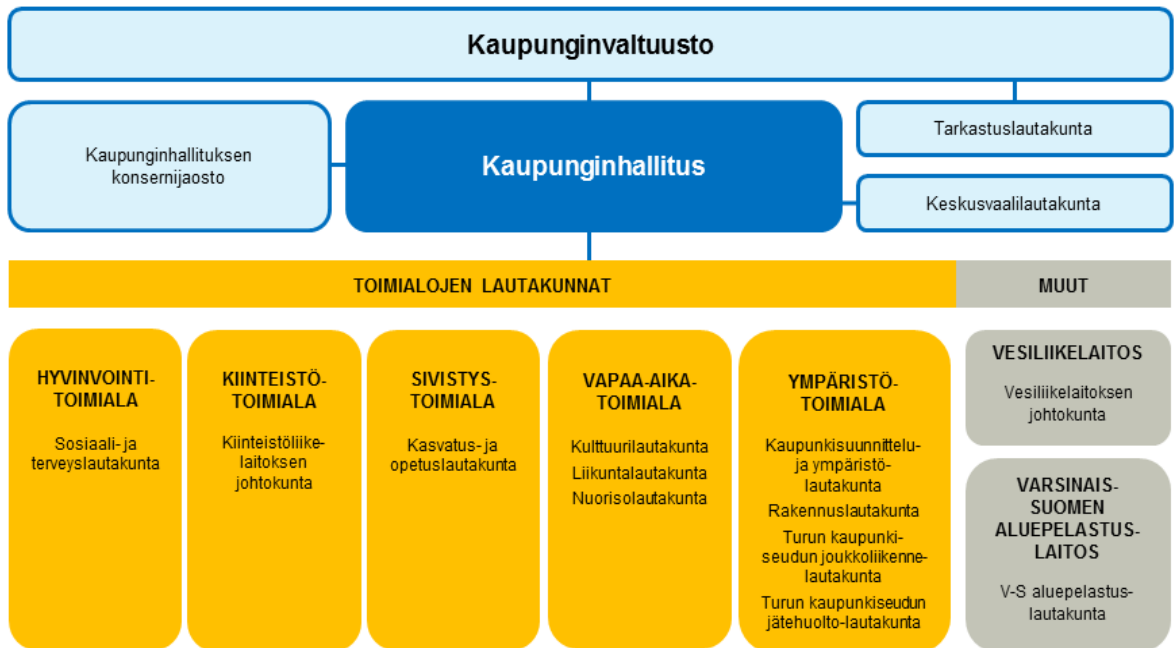 Kaupunginvaltuusto
Kaupunginhallituksen
konsernijaosto
Kaupunginhallitus
Tarkastuslautakunta
Keskusvaalilautakunta
TOIMIALOJEN LAUTAKUNNAT
MUUT
HYVINVOINTI-
TOIMIALA
Sosiaali- ja
terveyslautakunta
KIINTEISTÖ-
TOIMIALA
Kiinteistöliike-
laitoksen
johtokunta
SIVISTYS-
TOIMIALA
Kasvatus- ja
opetuslautakunta
VAPAA-AIKA-
TOIMIALA
Kulttuurilautakunta
Liikuntalautakunta
Nuorisolautakunta
YMPÄRISTÖ-
TOIMIALA
Kaupunkisuunnittelu-
ja ympäristö-
lautakunta
Rakennuslautakunta
Turun kaupunki-
seudun joukkoliikenne-
lautakunta
Turun kaupunkiseudun
jätehuolto-lautakunta
VESILIIKELAITOS
Vesiliikelaitoksen
johtokunta
VARSINAIS-
SUOMEN
ALUEPELASTUS-
LAITOS
V-S aluepelastus-
lautakunta